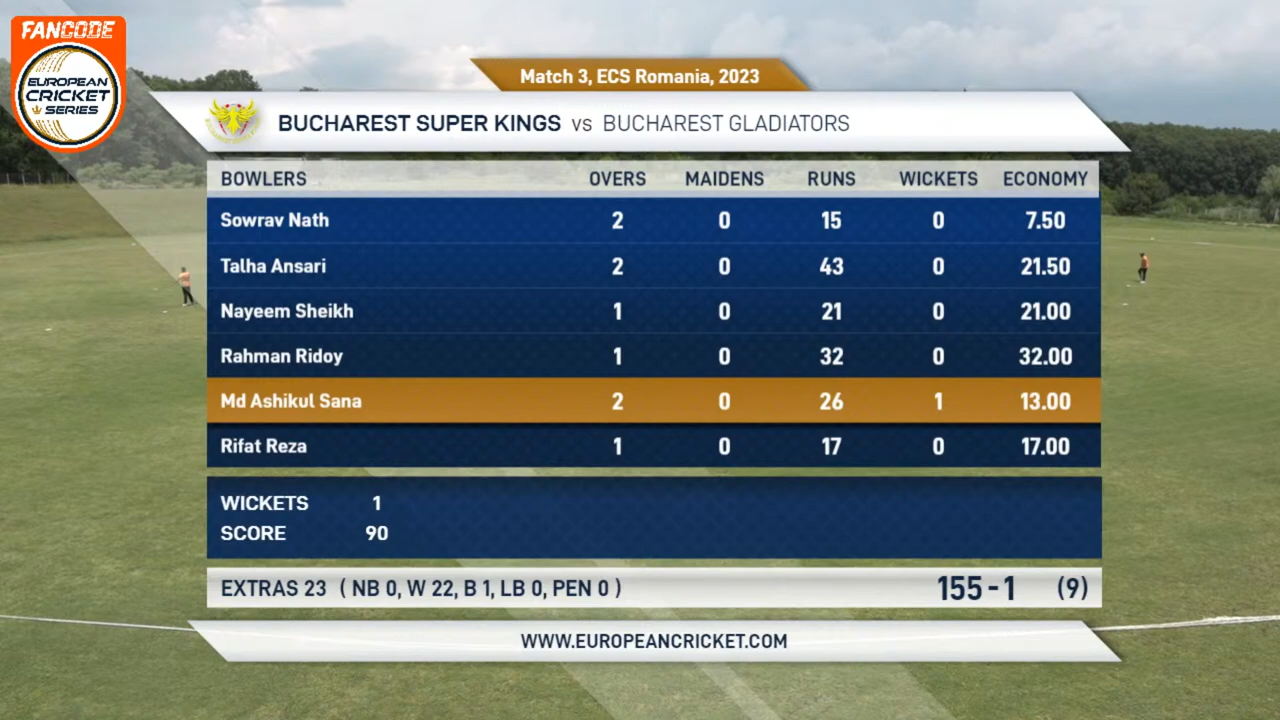 FANCODE
EUROPEAN
CRICKET
SERIES
Match 3, ECS Romania, 2023
BUCHAREST SUPER KINGS vs BUCHAREST GLADIATORS
BOWLERS OVERS MAIDENS RUNS WICKETS ECONOMY
Sowrav Nath 2 0 15 0 7.50
Talha Ansari 2 0 43 0 21.50
Nayeem Sheikh 1 0 21 0 21.00
Rahman Ridoy 1 0 32 0 32.00
Md Ashikul Sana 2 0 26 1 13.00
Rifat Reza 1 0 17 0 17.00
WICKETS 1
SCORE 90
EXTRAS 23 ( NB 0, W 22, B 1, LB 0, PEN 0 ) 155-1 (9)
WWW.EUROPEANCRICKET.COM